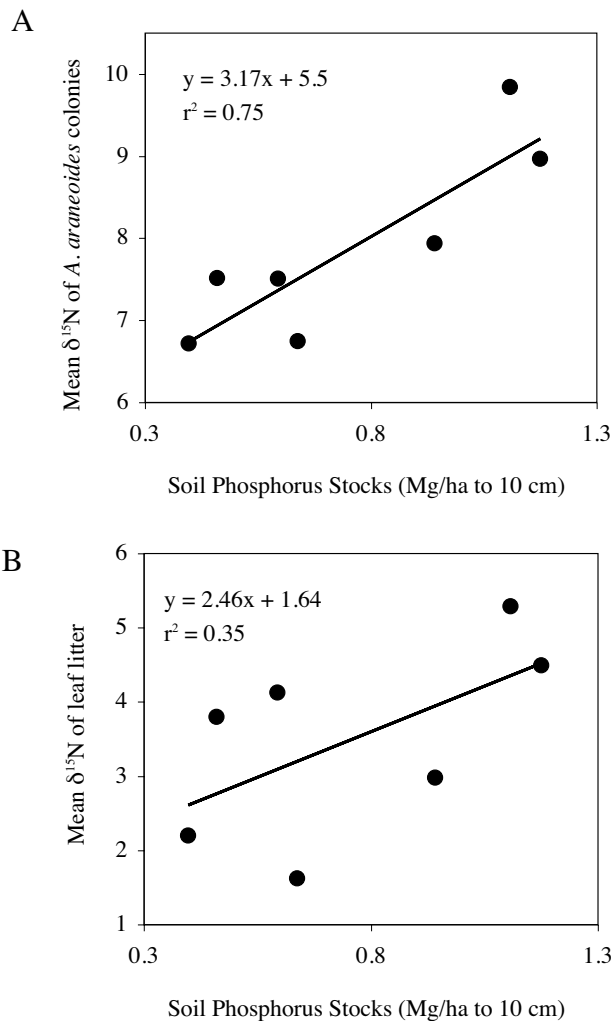 A
Mean δ¹⁵N of A. araneoides colonies
y = 3.17x + 5.5
r² = 0.75
10
9
8
7
6
0.3 0.8 1.3
Soil Phosphorus Stocks (Mg/ha to 10 cm)
B
Mean δ¹⁵N of leaf litter
y = 2.46x + 1.64
r² = 0.35
6
5
4
3
2
1
0.3 0.8 1.3
Soil Phosphorus Stocks (Mg/ha to 10 cm)